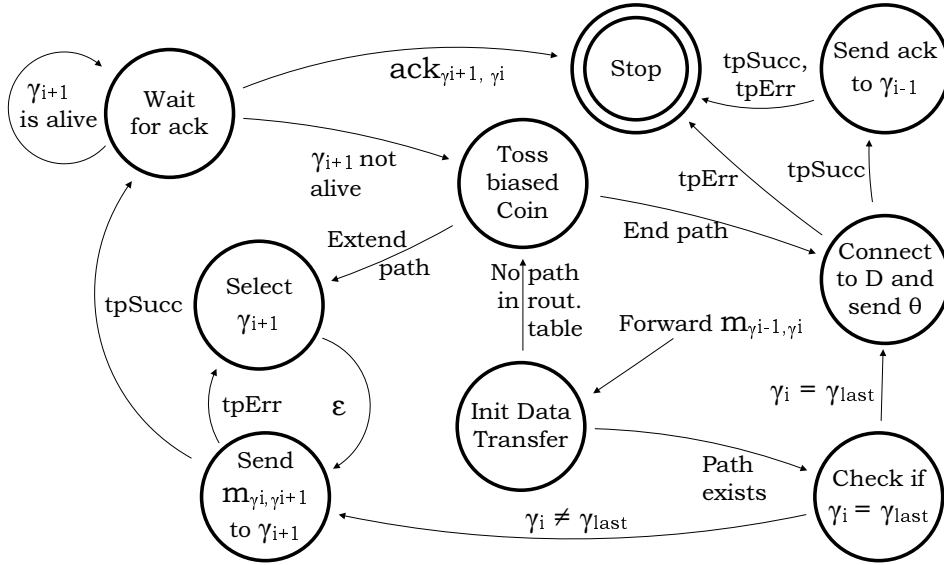 γi+1
is alive
Wait
for ack
ackγi+1, γi
Stop
tpSucc,
tpErr
Send ack
to γi-1
γi+1 not
alive
Toss
biased
Coin
tpErr
tpSucc
Extend
path
End path
Connect
to D and
send θ
Select
γi+1
No path
in rout.
table
Forward mγi-1,γi
tpSucc
tpErr
ε
Init Data
Transfer
γi = γlast
Path
exists
Send
mγi,γi+1
to γi+1
γi ≠ γlast
Check if
γi = γlast